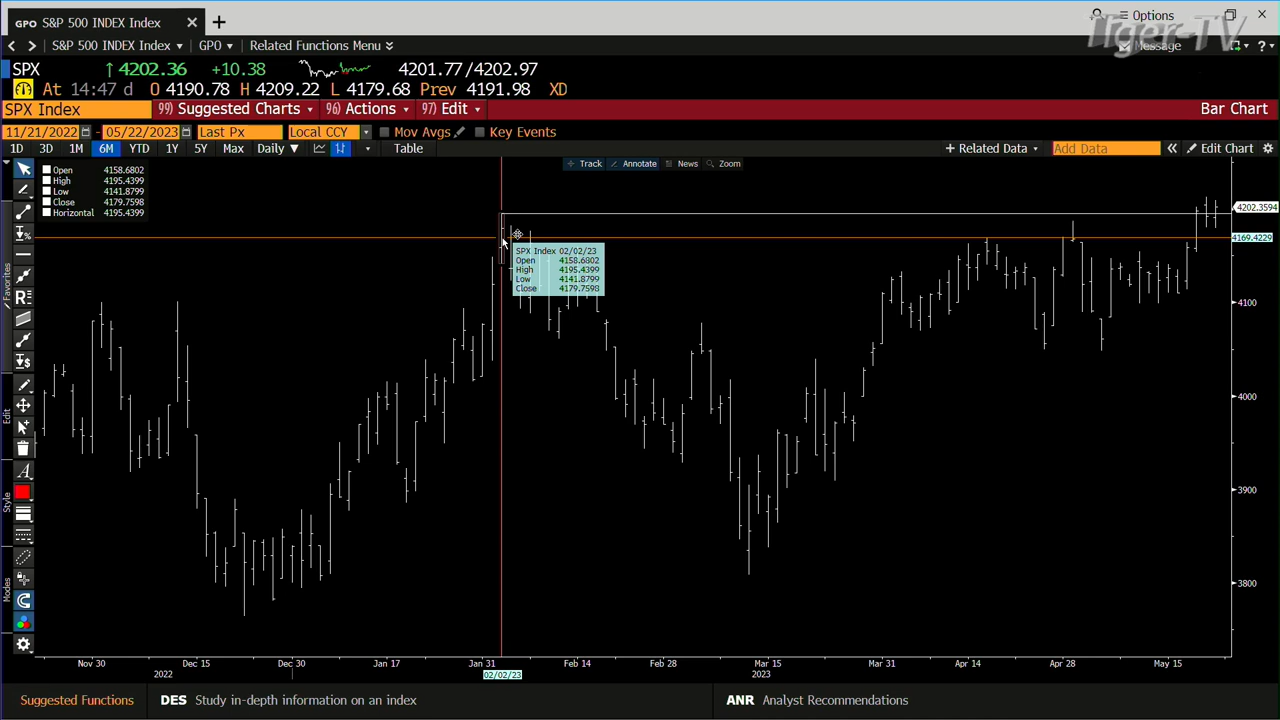 GPO S&P 500 INDEX Index × +
Options
Tiger-TV
S&P 500 INDEX Index GPO Related Functions Menu
Message ?
SPX ↑ 4202.36 +10.38 4201.77/4202.97
At 14:47 d O 4190.78 H 4209.22 L 4179.68 Prev 4191.98 XD
SPX Index 99) Suggested Charts 96) Actions 97) Edit Bar Chart
11/21/2022 - 05/22/2023 Last Px Local CCY Mov Avgs Key Events
1D 3D 1M 6M YTD 1Y 5Y Max Daily ▼ Table + Related Data Add Data « Edit Chart
Track Annotate News Zoom
Open 4158.6802
High 4195.4399
Low 4141.8799
Close 4179.7598
Horizontal 4195.4399
4202.3594
4169.4229
SPX Index 02/02/23
Open 4158.6802
High 4195.4399
Low 4141.8799
Close 4179.7598
4100
4000
3900
3800
Favorites
Edit
Style
Modes
Nov 30 Dec 15 Dec 30 Jan 17 Jan 31 Feb 14 Feb 28 Mar 15 Mar 31 Apr 14 Apr 28 May 15
2022 02/02/23 2023
Suggested Functions DES Study in-depth information on an index ANR Analyst Recommendations